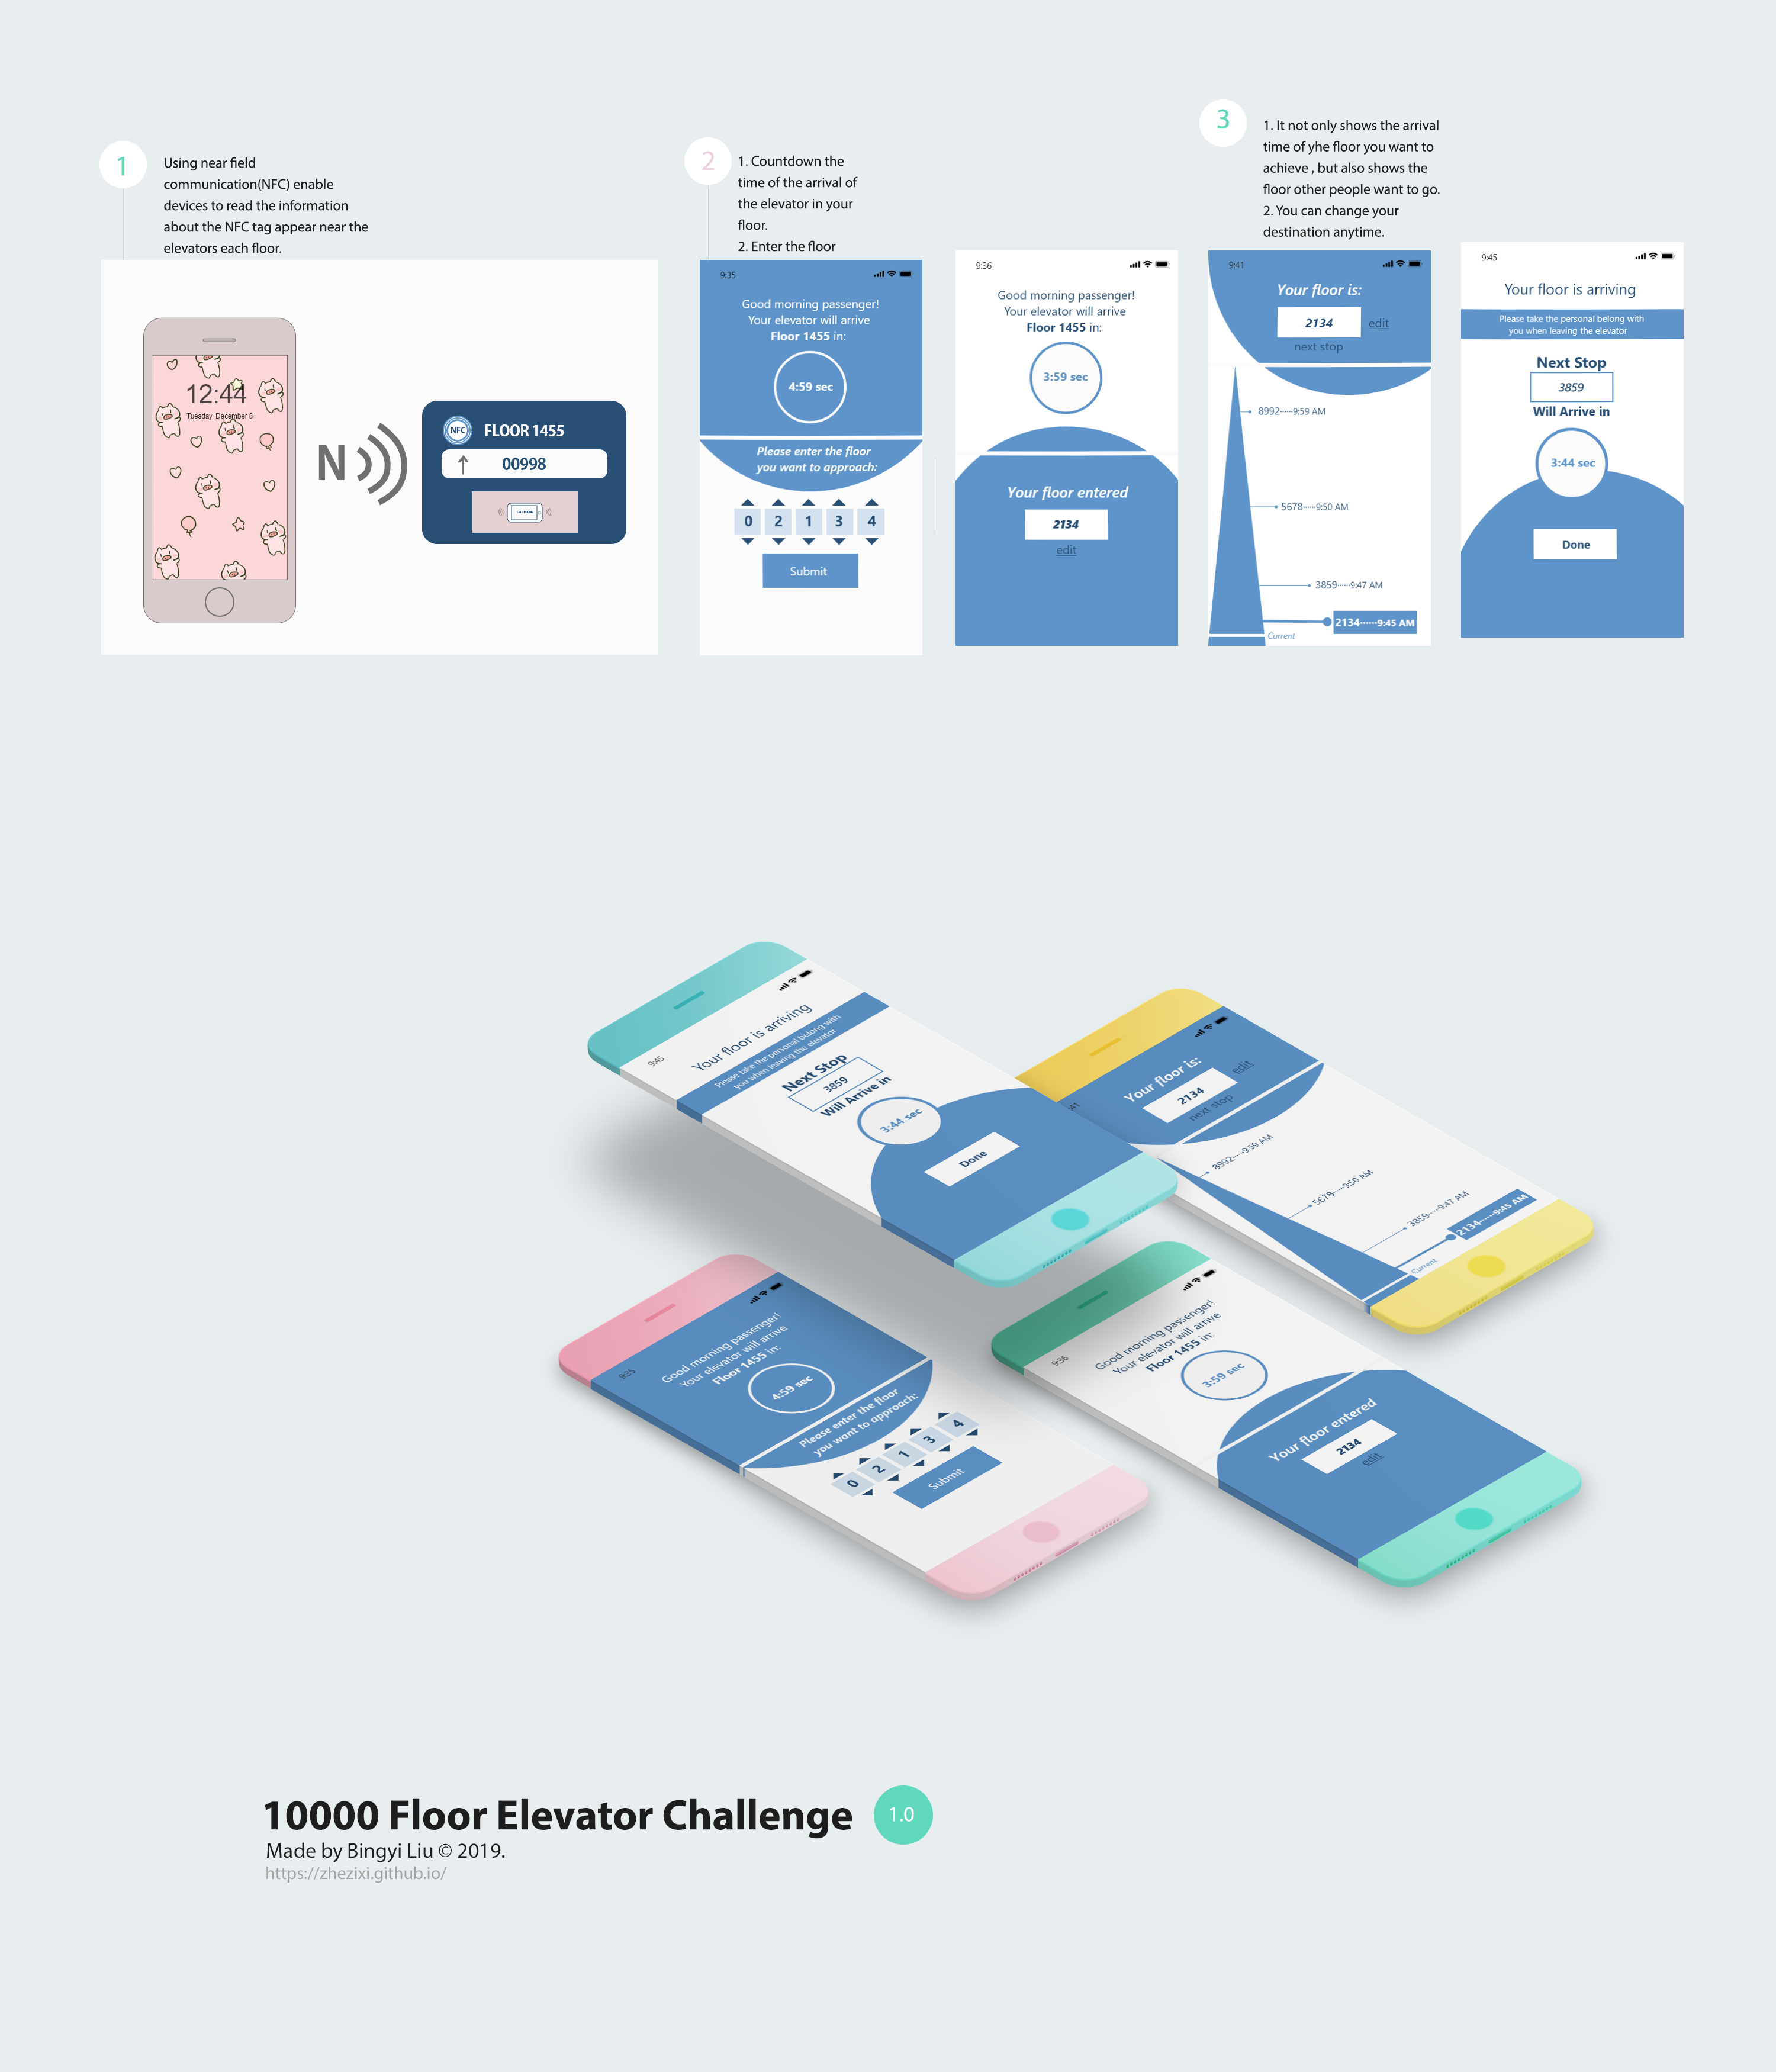 1
Using near field
communication(NFC) enable
devices to read the information
about the NFC tag appear near the
elevators each floor.
12:44
Tuesday, December 8
N
NFC
FLOOR 1455
00998
2
1. Countdown the
time of the arrival of
the elevator in your
floor.
2. Enter the floor
9:35
Good morning passenger!
Your elevator will arrive
Floor 1455 in:
4:59 sec
Please enter the floor
you want to approach:
0 2 1 3 4
Submit
9:36
Good morning passenger!
Your elevator will arrive
Floor 1455 in:
3:59 sec
Your floor entered
2134
edit
3
1. It not only shows the arrival
time of yhe floor you want to
achieve , but also shows the
floor other people want to go.
2. You can change your
destination anytime.
9:41
Your floor is:
2134 edit
next stop
8992·····9:59 AM
5678·····9:50 AM
3859·····9:47 AM
2134······9:45 AM
Current
9:45
Your floor is arriving
Please take the personal belong with
you when leaving the elevator
Next Stop
3859
Will Arrive in
3:44 sec
Done
9:45
Your floor is arriving
Please take the personal belong with
you when leaving the elevator
Next Stop
3859
Will Arrive in
3:44 sec
Done
:41
Your floor is:
2134 edit
next stop
8992·····9:59 AM
5678·····9:50 AM
3859·····9:47 AM
2134······9:45 AM
Current
9:35
Good morning passenger!
Your elevator will arrive
Floor 1455 in:
4:59 sec
Please enter the floor
you want to approach:
0 2 1 3 4
Submit
9:36
Good morning passenger!
Your elevator will arrive
Floor 1455 in:
3:59 sec
Your floor entered
2134
edit
10000 Floor Elevator Challenge 1.0
Made by Bingyi Liu © 2019.
https://zhezixi.github.io/